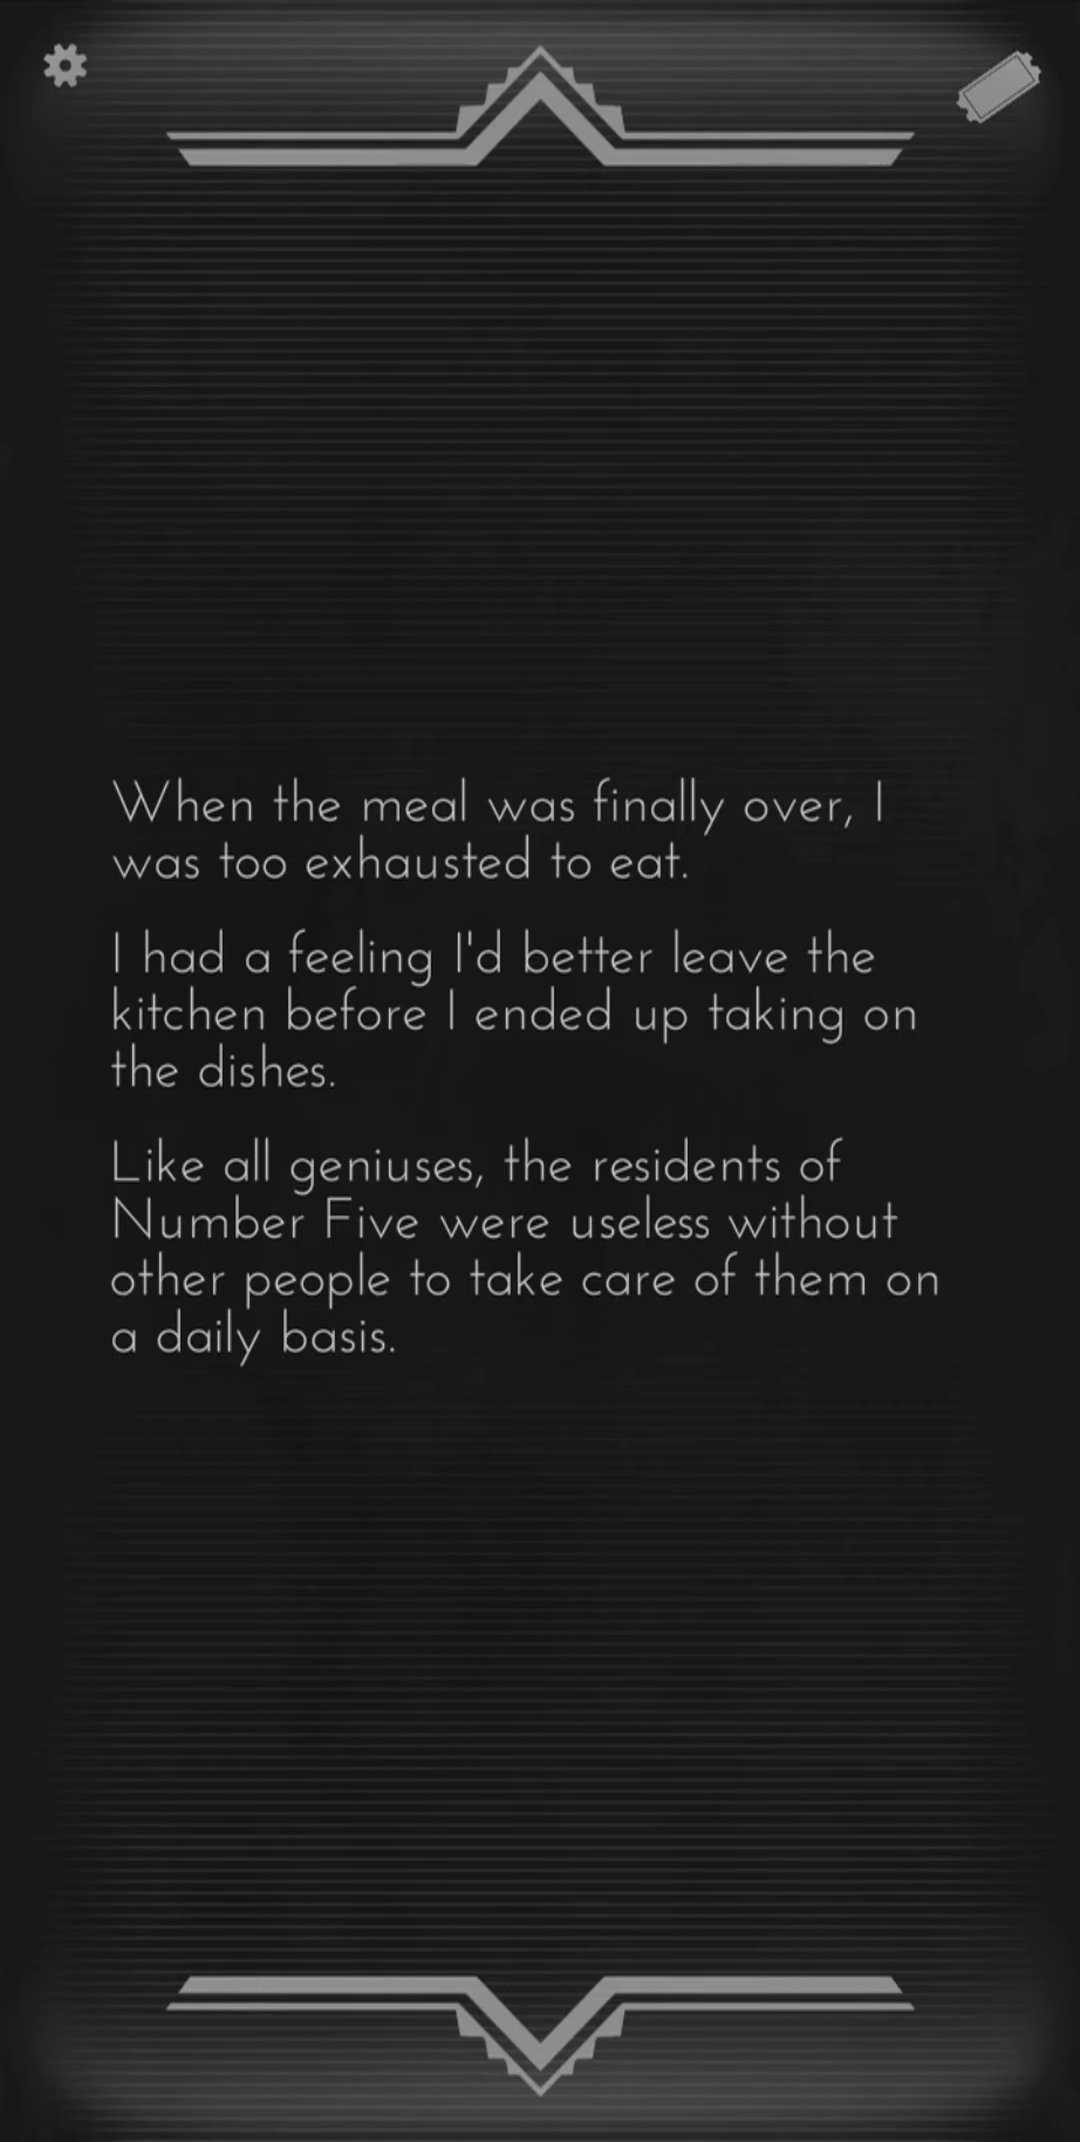 When the meal was finally over, I
was too exhausted to eat.
I had a feeling I'd better leave the
kitchen before I ended up taking on
the dishes.
Like all geniuses, the residents of
Number Five were useless without
other people to take care of them on
a daily basis.